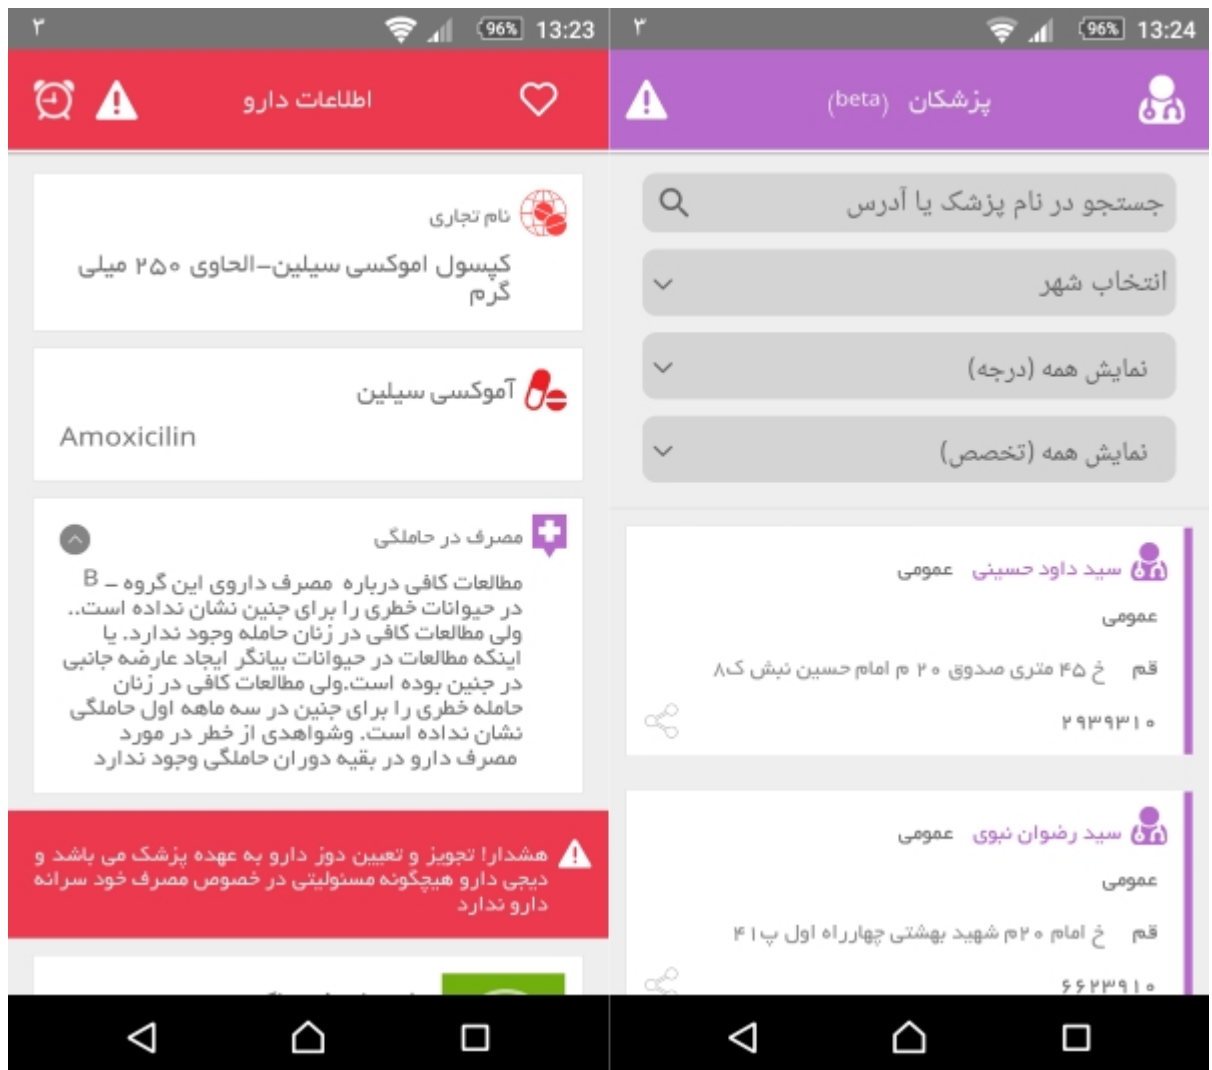 ۳
96%
13:23
اطلاعات دارو
نام تجاری
کپسول اموکسی سیلین-الحاوی ۲۵۰ میلی
گرم
آموکسی سیلین
Amoxicilin
مصرف در حاملگی
مطالعات کافی درباره مصرف داروی این گروه – B
در حیوانات خطری را برای جنین نشان نداده است..
ولی مطالعات کافی در زنان حامله وجود ندارد. یا
اینکه مطالعات در حیوانات بیانگر ایجاد عارضه جانبی
در جنین بوده است.ولی مطالعات کافی در زنان
حامله خطری را برای جنین در سه ماهه اول حاملگی
نشان نداده است. وشواهدی از خطر در مورد
مصرف دارو در بقیه دوران حاملگی وجود ندارد
هشدار! تجویز و تعیین دوز دارو به عهده پزشک می باشد و
دیجی دارو هیچگونه مسئولیتی در خصوص مصرف خود سرانه
دارو ندارد
۳
96%
13:24
پزشکان (beta)
جستجو در نام پزشک یا آدرس
انتخاب شهر
نمایش همه (درجه)
نمایش همه (تخصص)
سید داود حسینی عمومی
عمومی
قم خ ۴۵ متری صدوق ۲۰ م امام حسین نبش ک۸
۲۹۳۹۳۱۰
سید رضوان نبوی عمومی
عمومی
قم خ امام ۲۰م شهید بهشتی چهارراه اول پ۴۱
۶۶۲۳۹۱۰